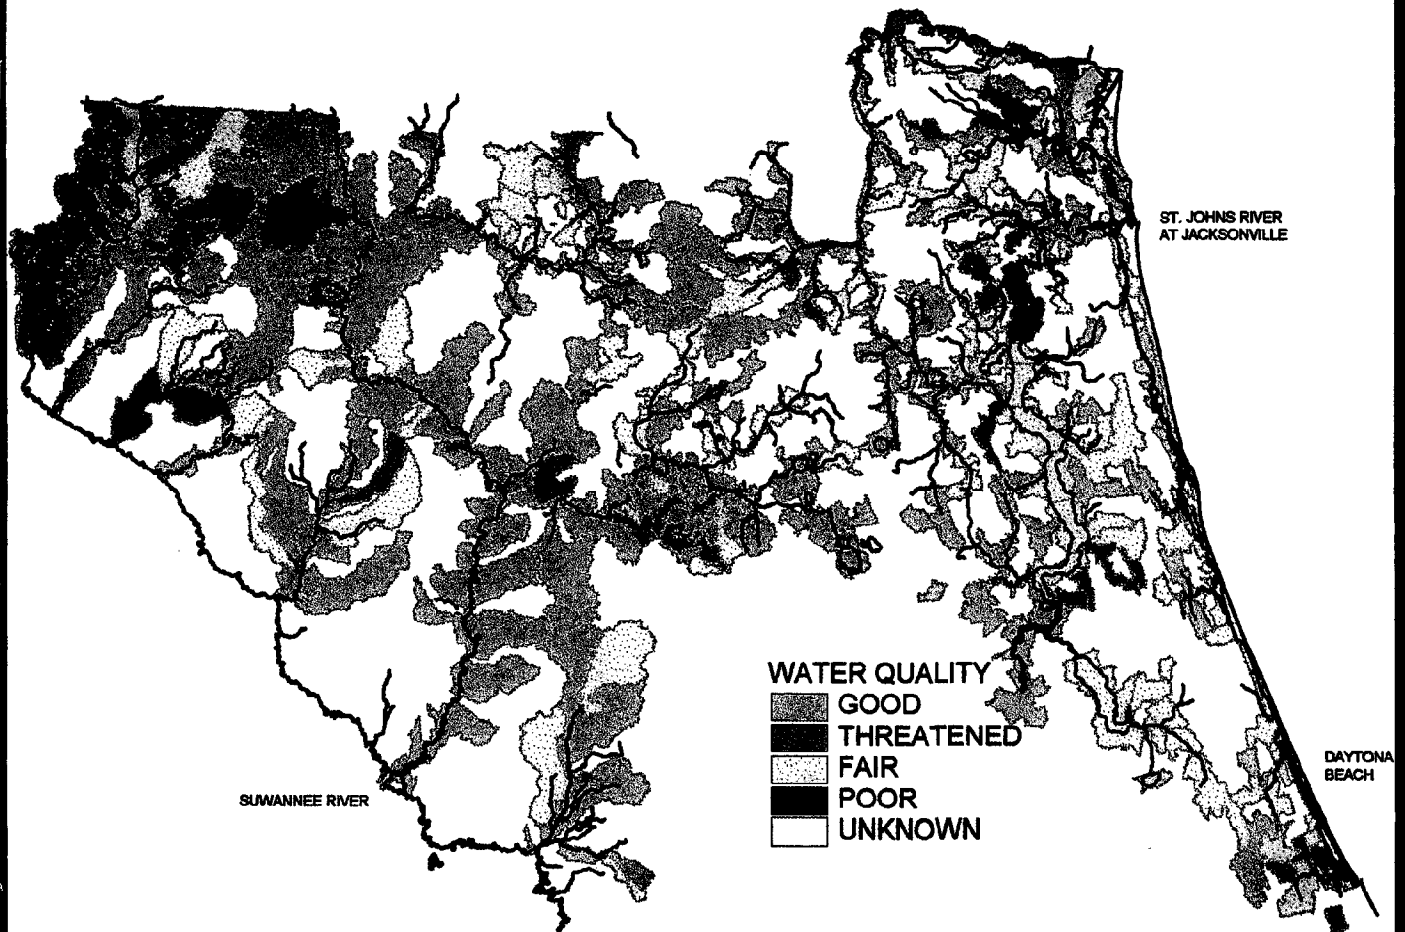 ST. JOHNS RIVER
AT JACKSONVILLE
WATER QUALITY
GOOD
THREATENED
FAIR
POOR
UNKNOWN
DAYTONA
BEACH
SUWANNEE RIVER